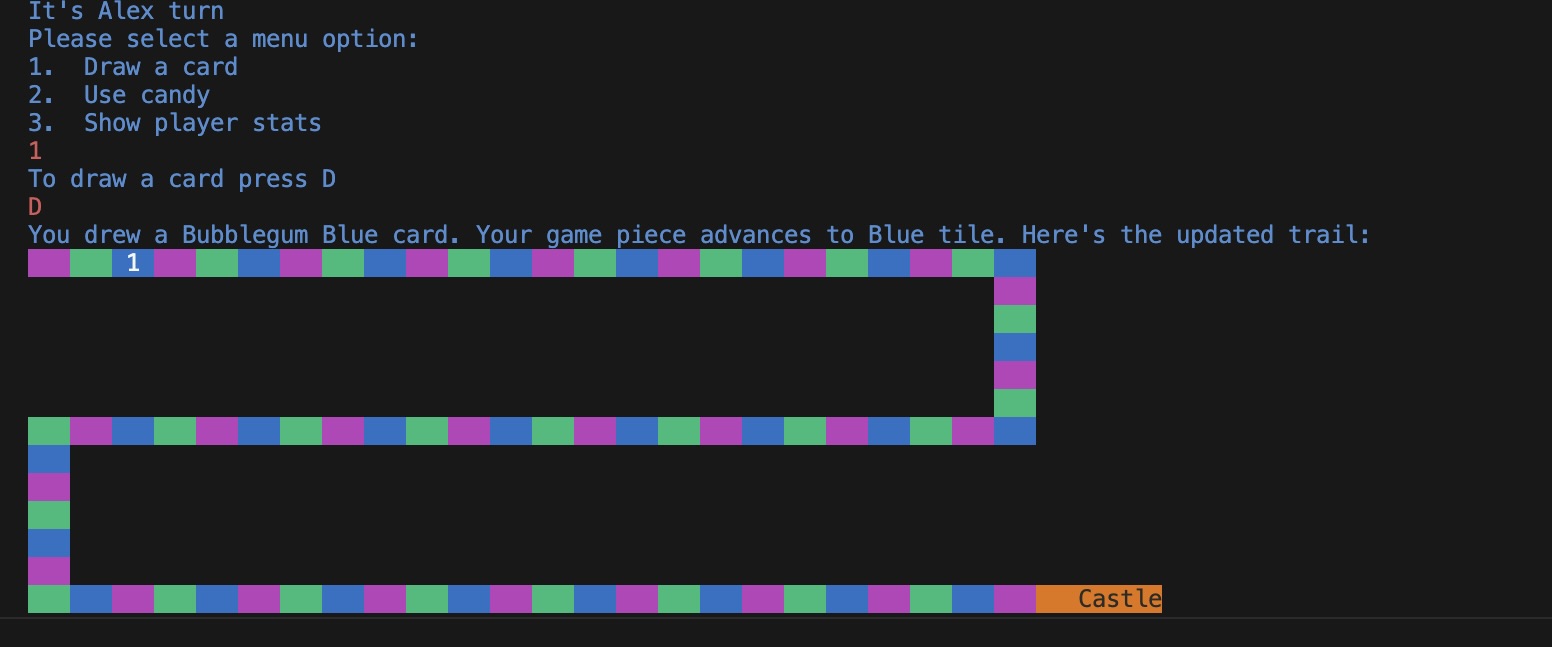 It's Alex turn
Please select a menu option:
1.  Draw a card
2.  Use candy
3.  Show player stats
1
To draw a card press D
D
You drew a Bubblegum Blue card. Your game piece advances to Blue tile. Here's the updated trail:
1
Castle